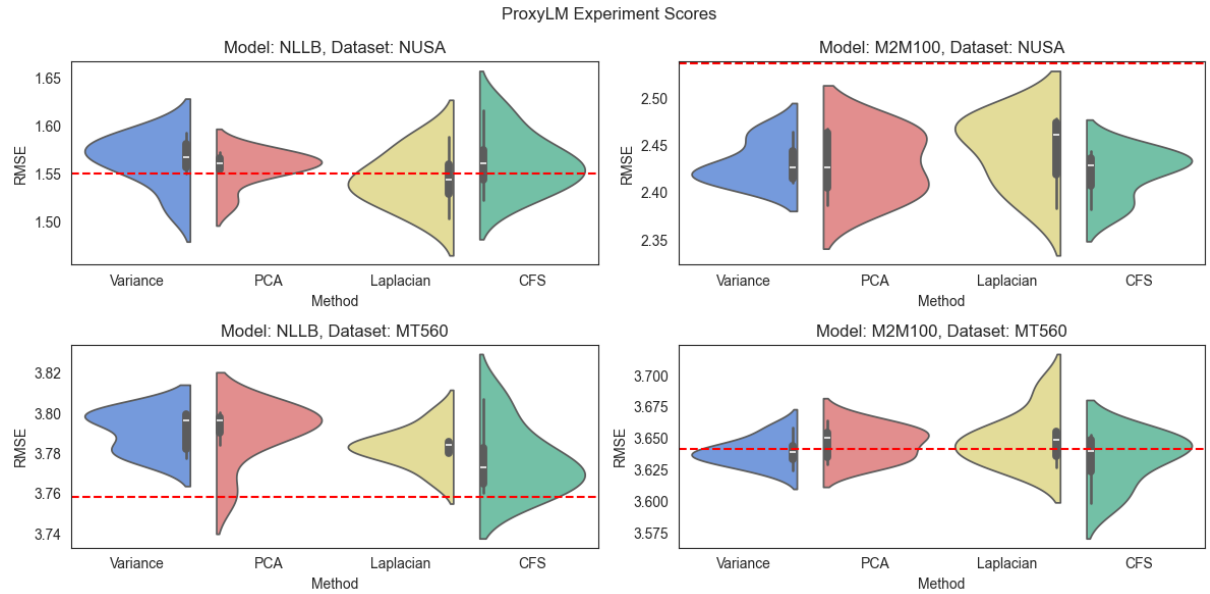 ProxyLM Experiment Scores
Model: NLLB, Dataset: NUSA
RMSE
1.65
1.60
1.55
1.50
Variance PCA Laplacian CFS
Method
Model: M2M100, Dataset: NUSA
RMSE
2.50
2.45
2.40
2.35
Variance PCA Laplacian CFS
Method
Model: NLLB, Dataset: MT560
RMSE
3.82
3.80
3.78
3.76
3.74
Variance PCA Laplacian CFS
Method
Model: M2M100, Dataset: MT560
RMSE
3.700
3.675
3.650
3.625
3.600
3.575
Variance PCA Laplacian CFS
Method